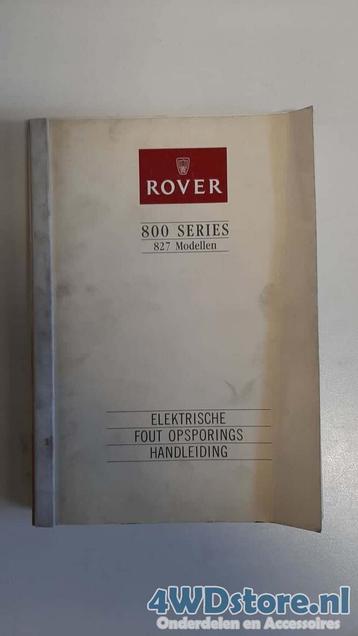 ROVER
800 SERIES
827 Modellen
ELEKTRISCHE
FOUT OPSPORINGS
HANDLEIDING
4WDstore.nl
Onderdelen en Accessoires